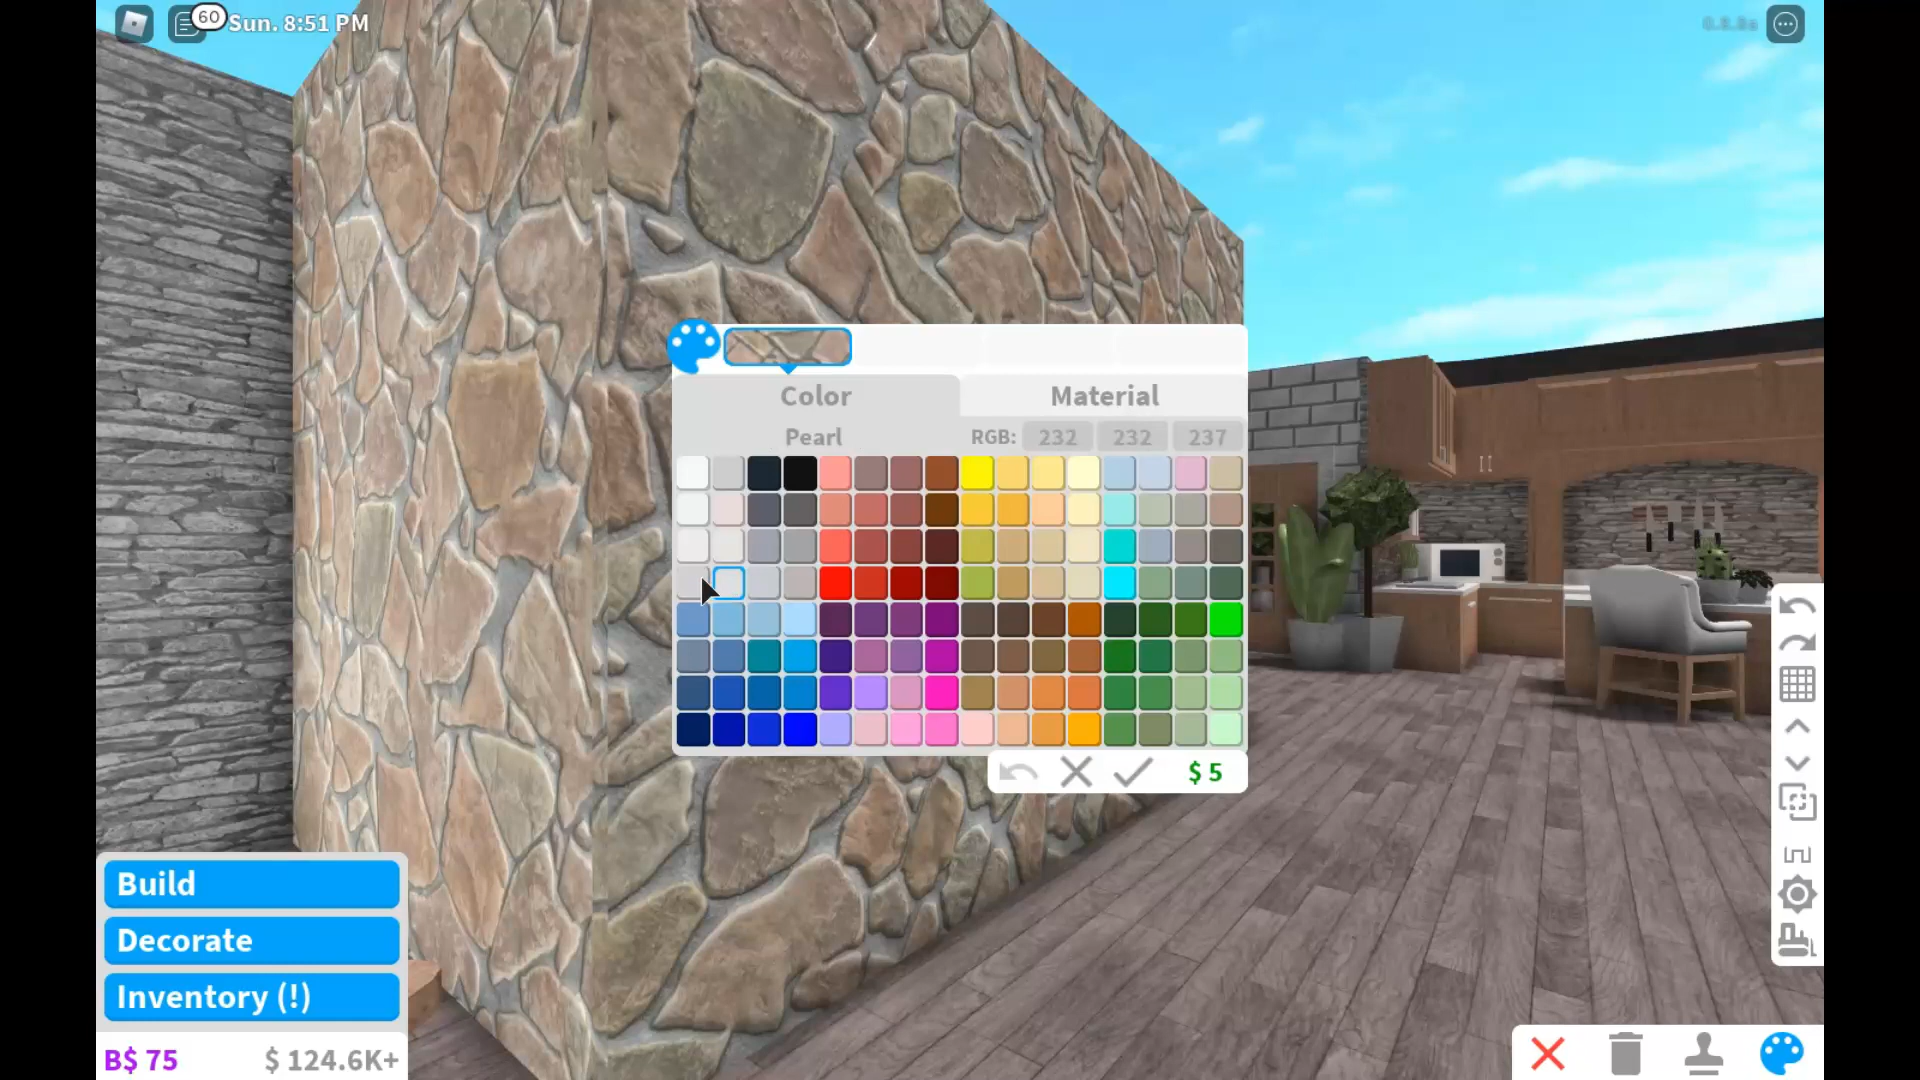 60
Sun. 8:51 PM
Color
Material
Pearl
RGB: 232 232 237
$ 5
Build
Decorate
Inventory (!)
B$ 75
$ 124.6K+